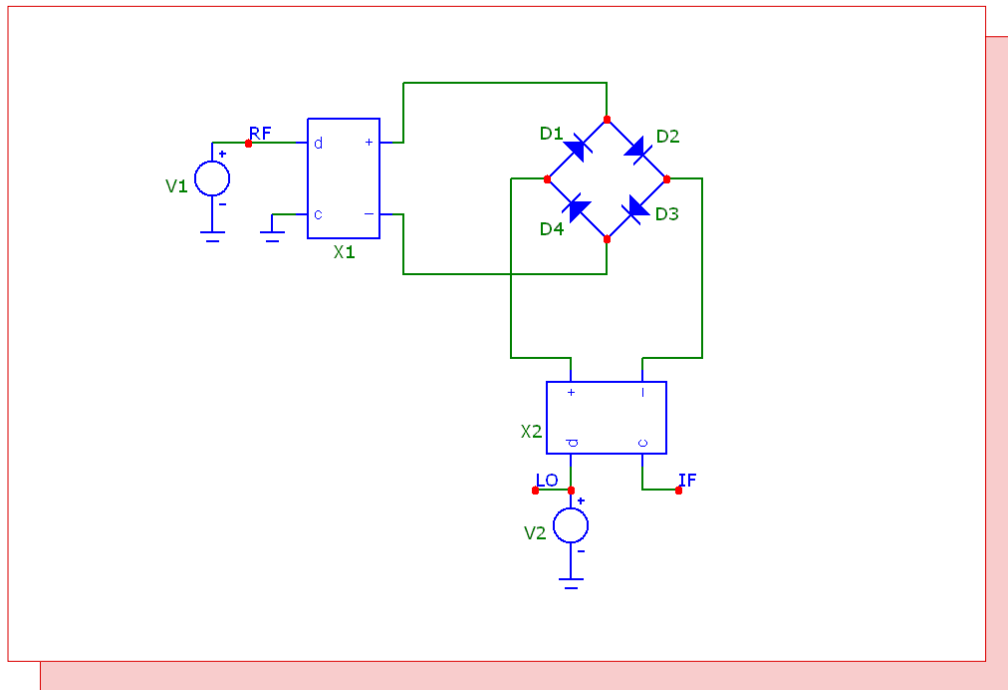 RF
D1
D2
d +
+
V1
-
c −
D4
D3
X1
+ −
X2
d c
LO
IF
+
V2
-